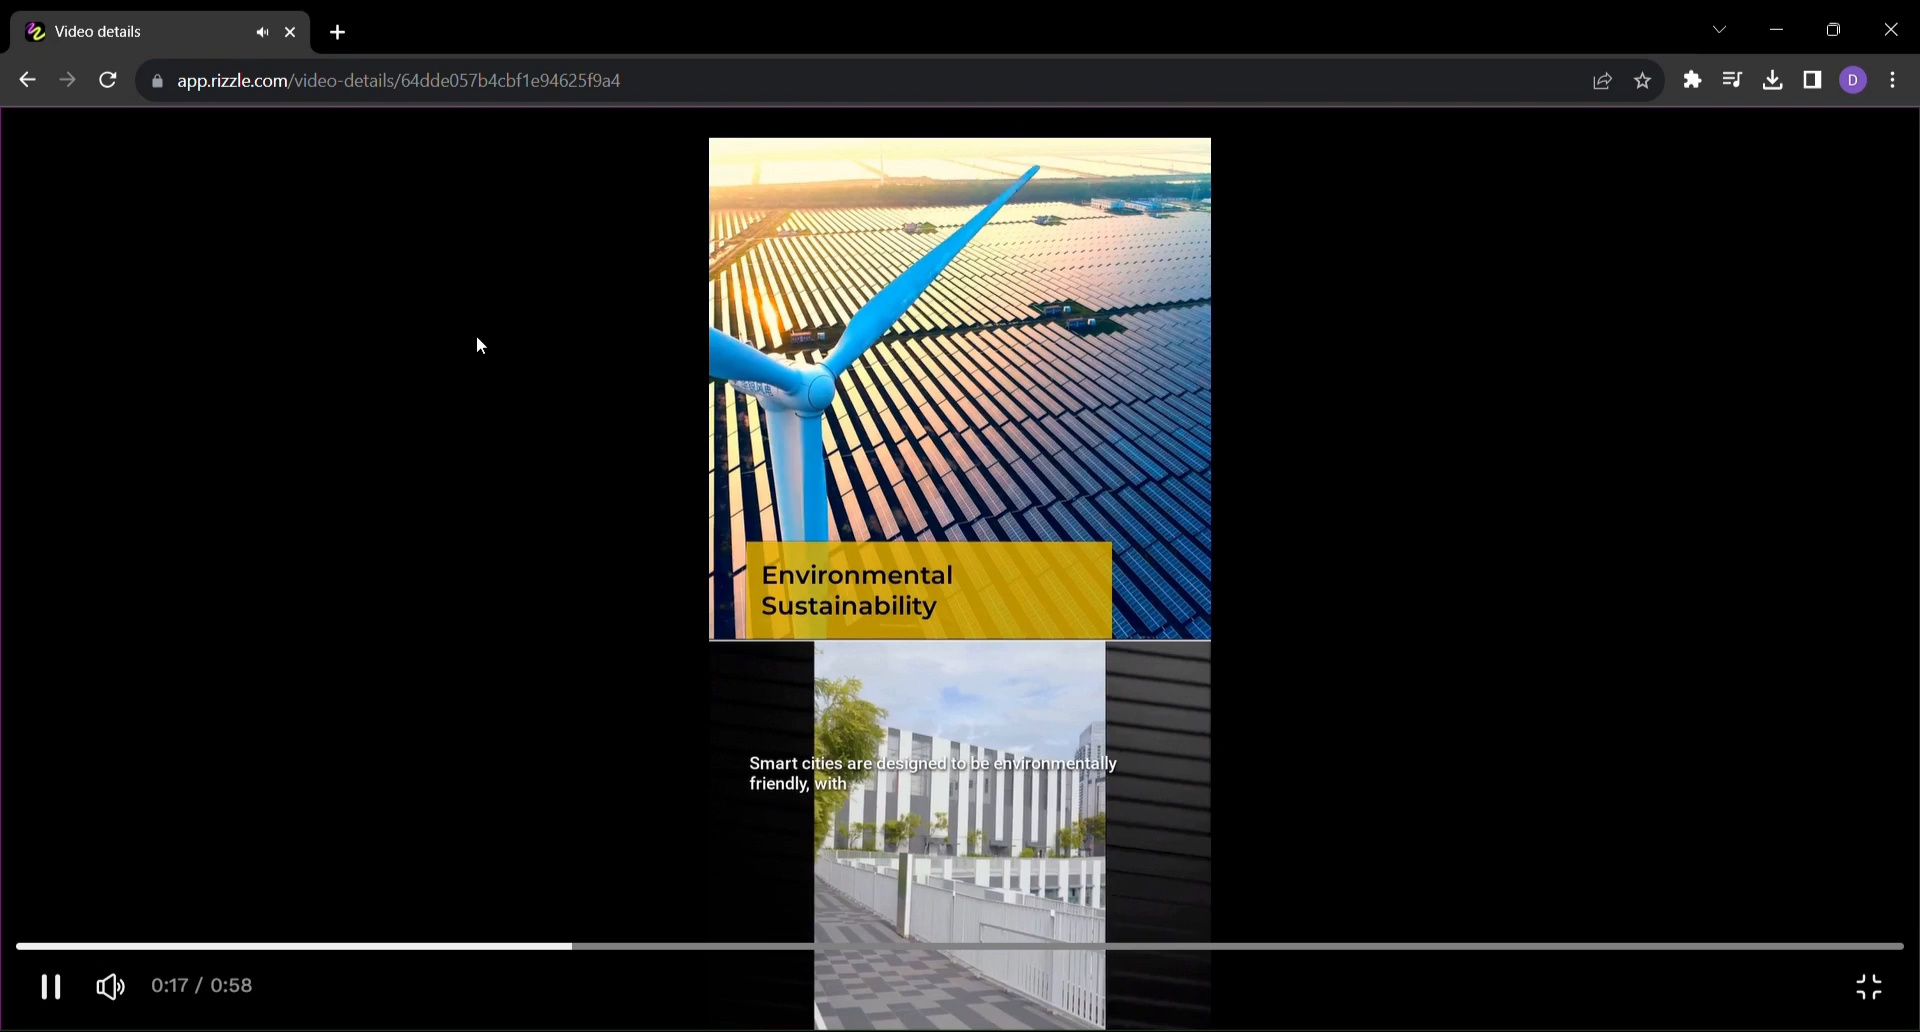 Video details
app.rizzle.com/video-details/64dde057b4cbf1e94625f9a4
D
Environmental
Sustainability
Smart cities are designed to be environmentally
friendly, with
0:17 / 0:58